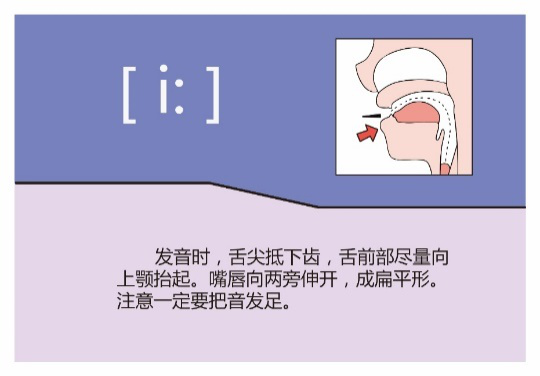 [ i: ]
发音时，舌尖抵下齿，舌前部尽量向
上颚抬起。嘴唇向两旁伸开，成扁平形。
注意一定要把音发足。